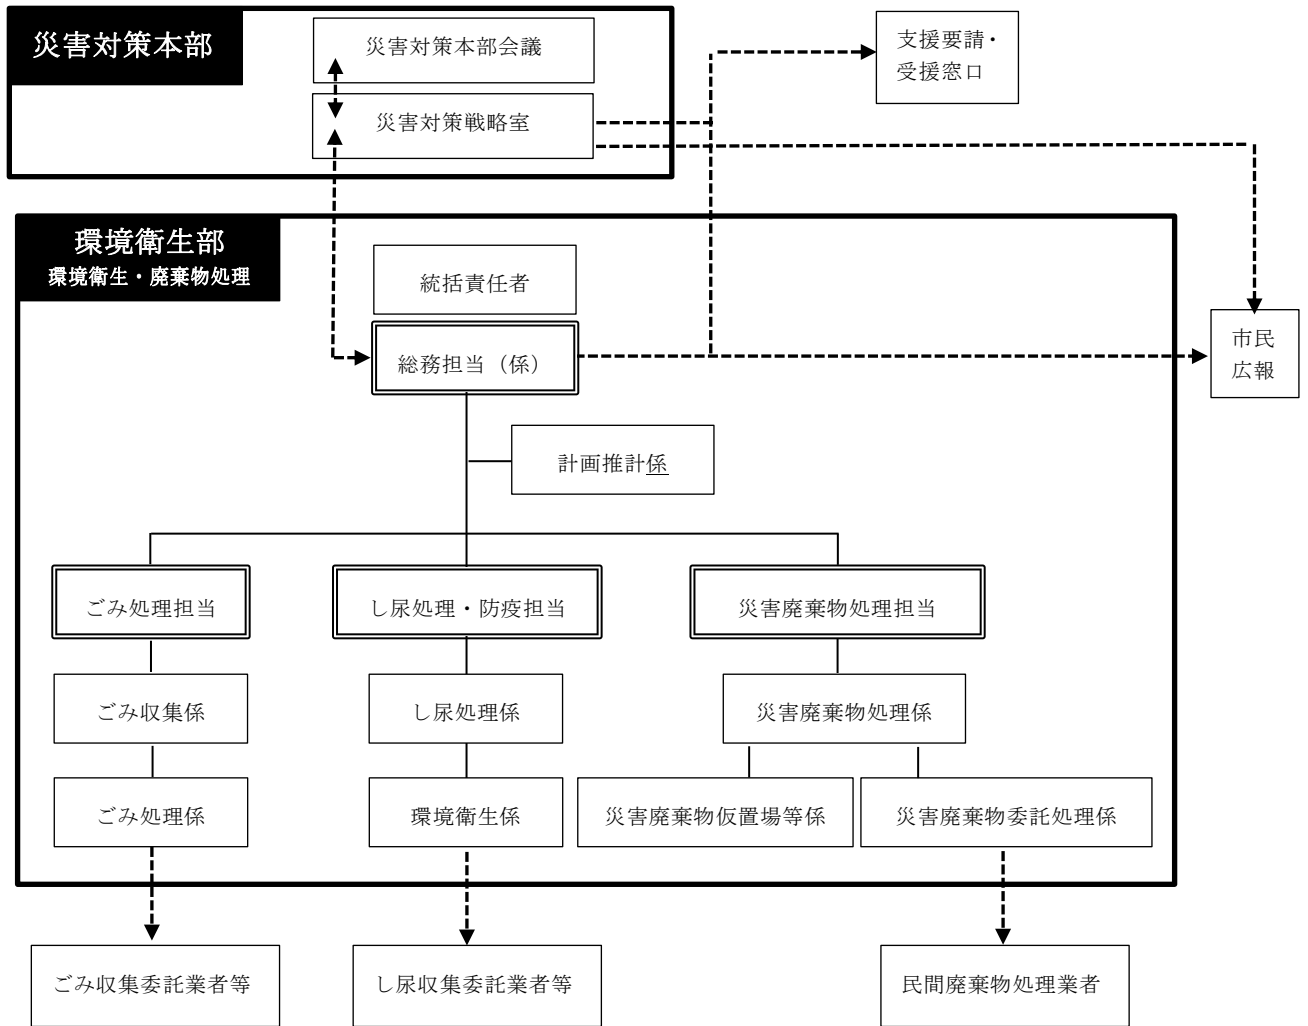 災害対策本部
災害対策本部会議
災害対策戦略室
支援要請・
受援窓口
環境衛生部
環境衛生・廃棄物処理
統括責任者
総務担当（係）
市民
広報
計画推計係
ごみ処理担当
し尿処理・防疫担当
災害廃棄物処理担当
ごみ収集係
し尿処理係
災害廃棄物処理係
ごみ処理係
環境衛生係
災害廃棄物仮置場等係
災害廃棄物委託処理係
ごみ収集委託業者等
し尿収集委託業者等
民間廃棄物処理業者